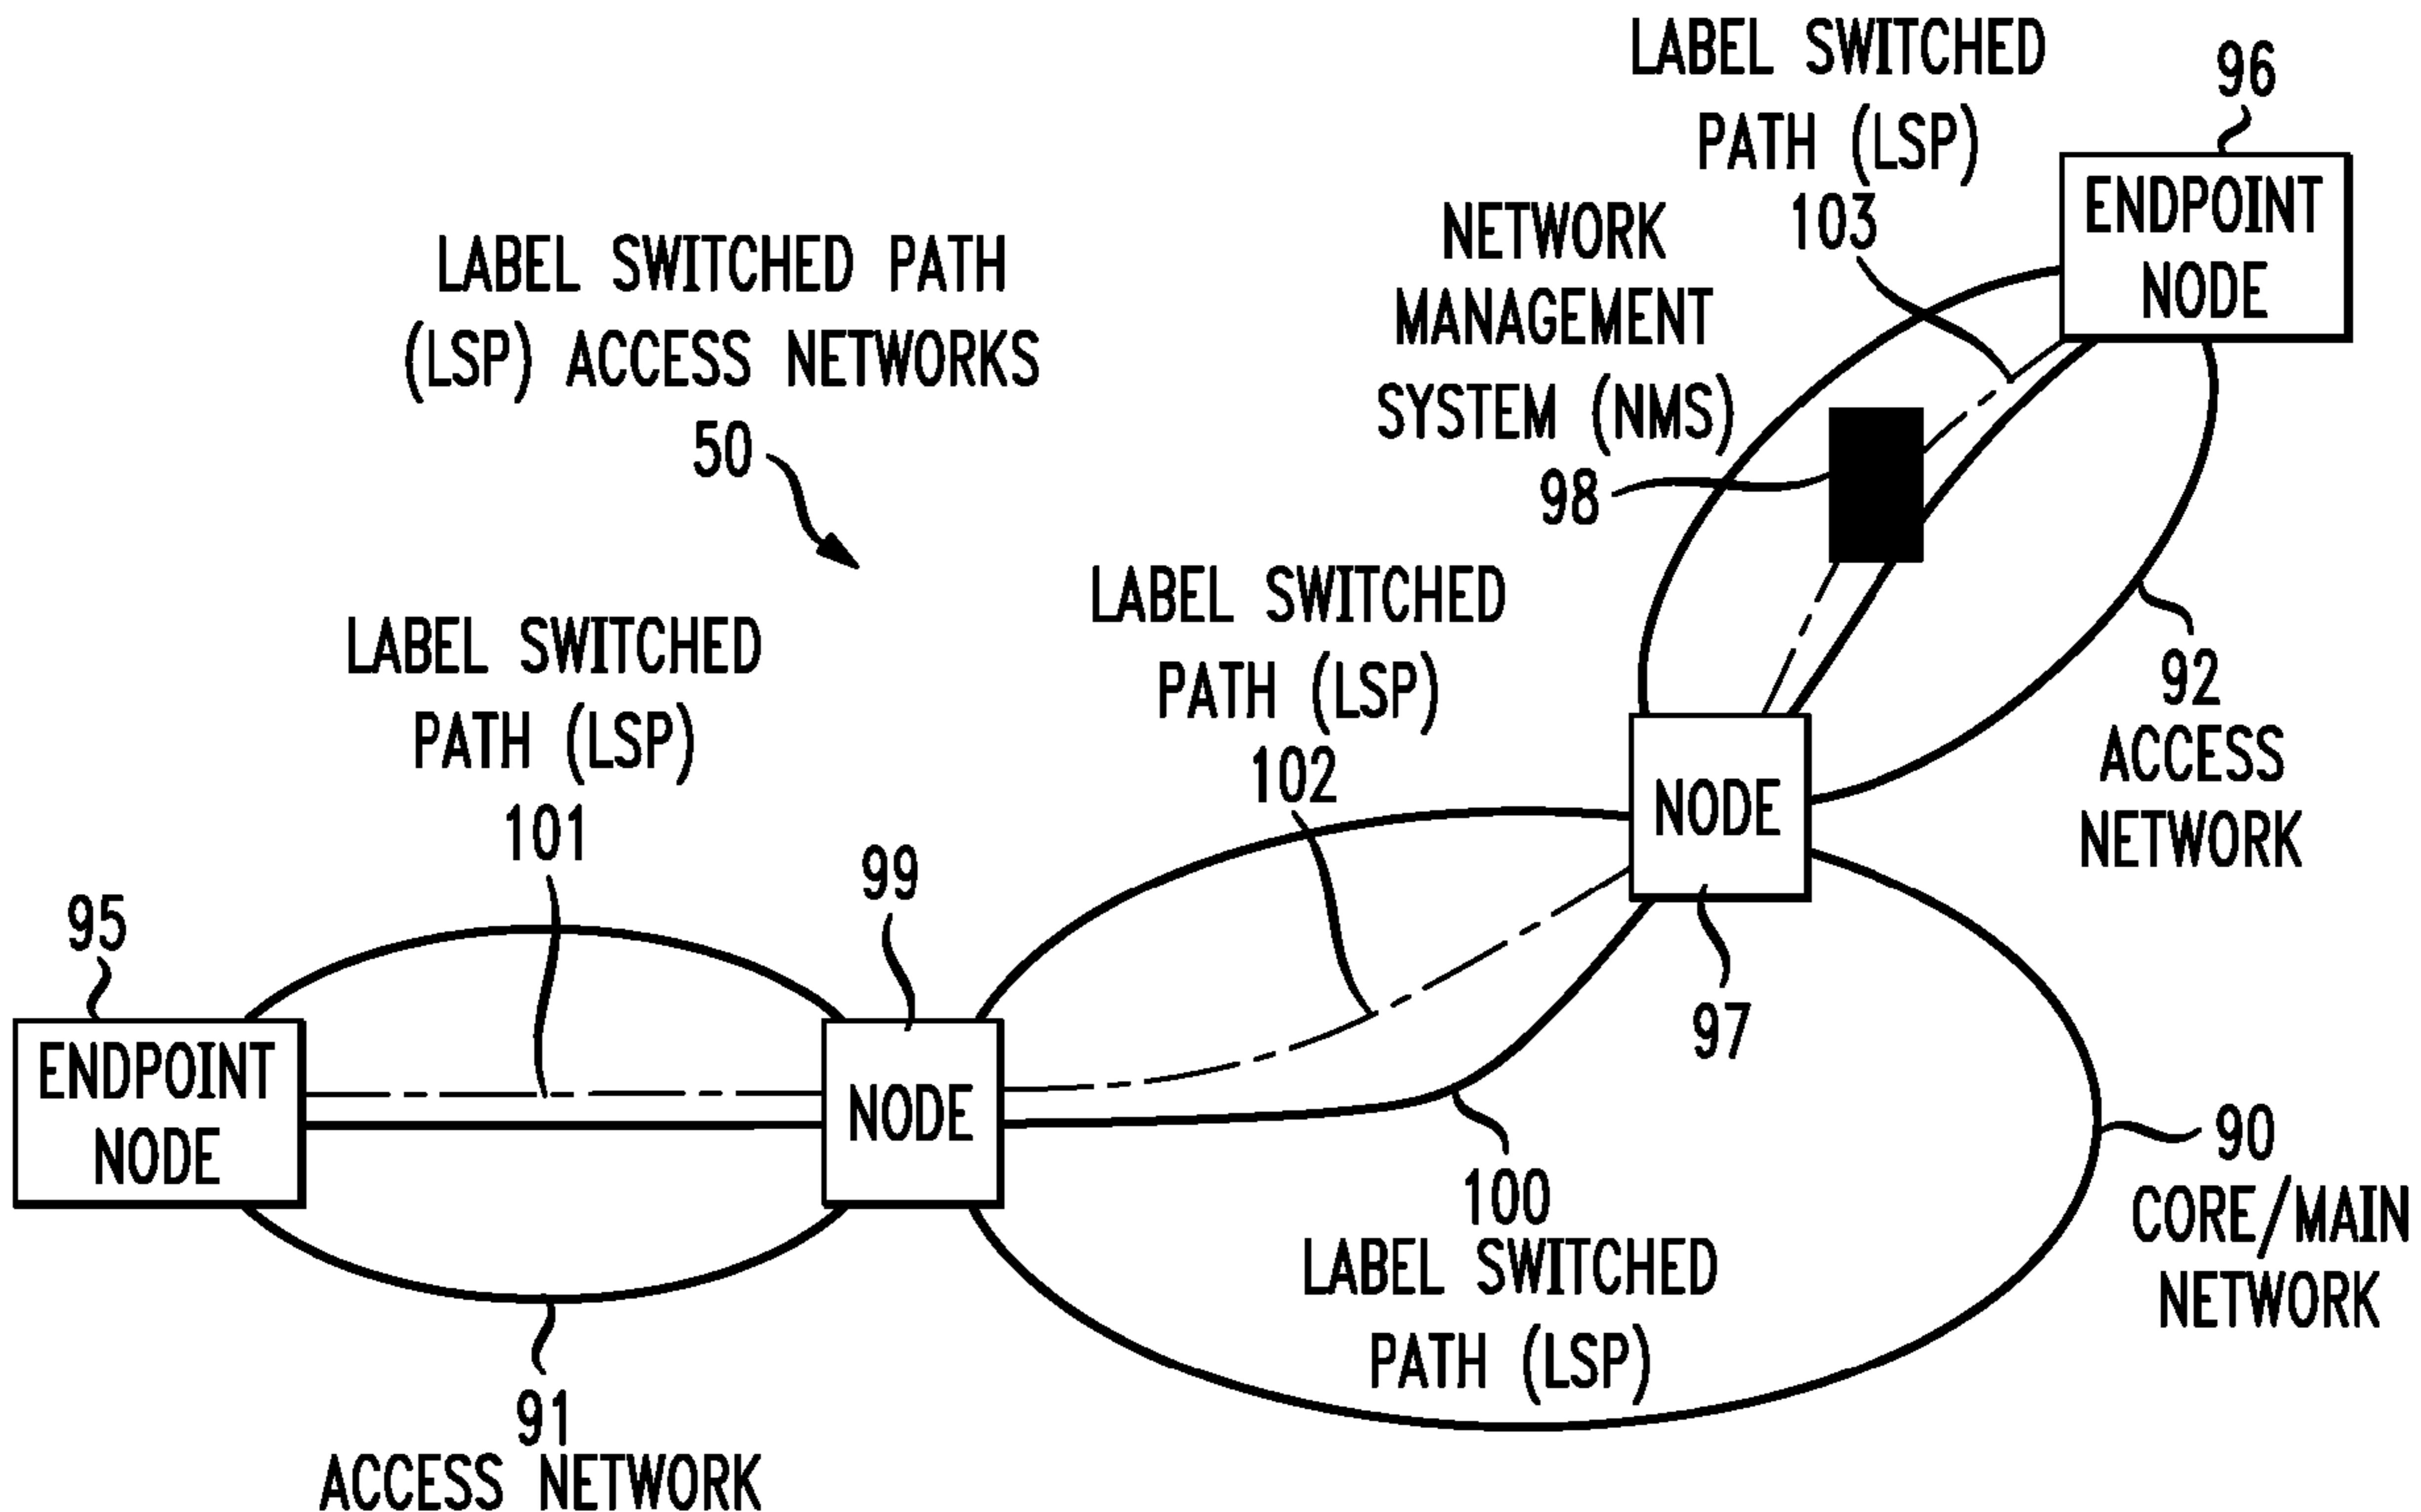 LABEL SWITCHED
PATH (LSP)
103
96
ENDPOINT
NODE
NETWORK
MANAGEMENT
SYSTEM (NMS)
98
LABEL SWITCHED PATH
(LSP) ACCESS NETWORKS
50
LABEL SWITCHED
PATH (LSP)
102
LABEL SWITCHED
PATH (LSP)
101
92
ACCESS
NETWORK
NODE
97
99
95
ENDPOINT
NODE
NODE
100
LABEL SWITCHED
PATH (LSP)
90
CORE/MAIN
NETWORK
91
ACCESS NETWORK